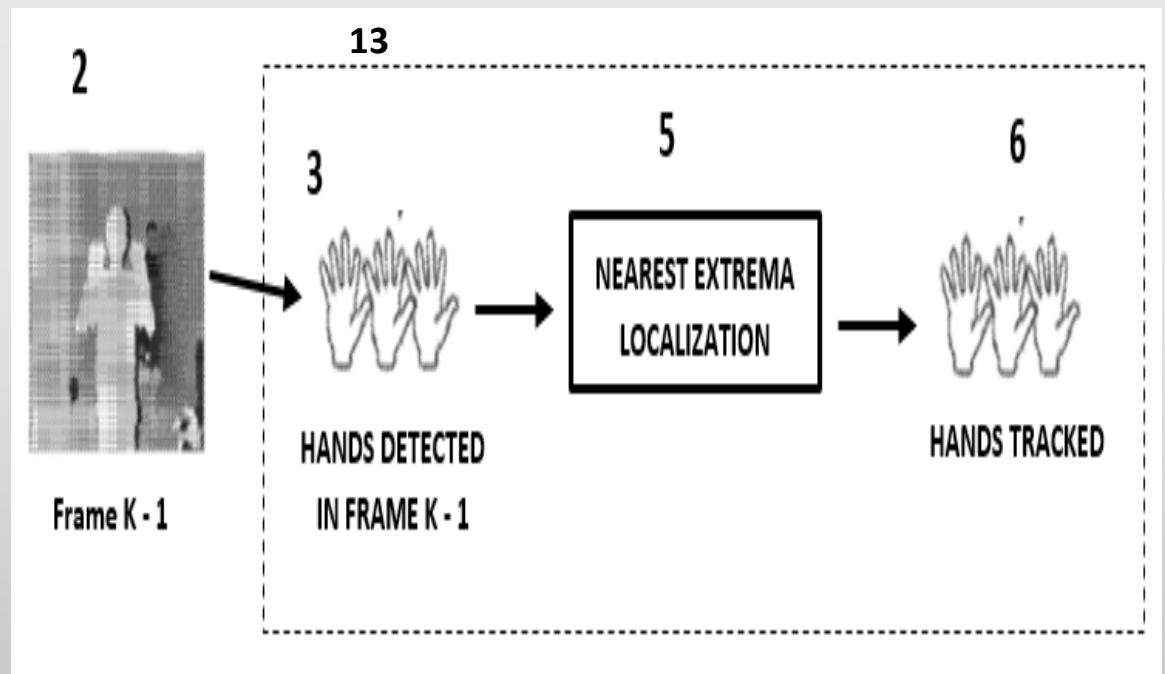 13
2
5
6
3
NEAREST EXTREMA
LOCALIZATION
HANDS DETECTED
IN FRAME K - 1
HANDS TRACKED
Frame K - 1